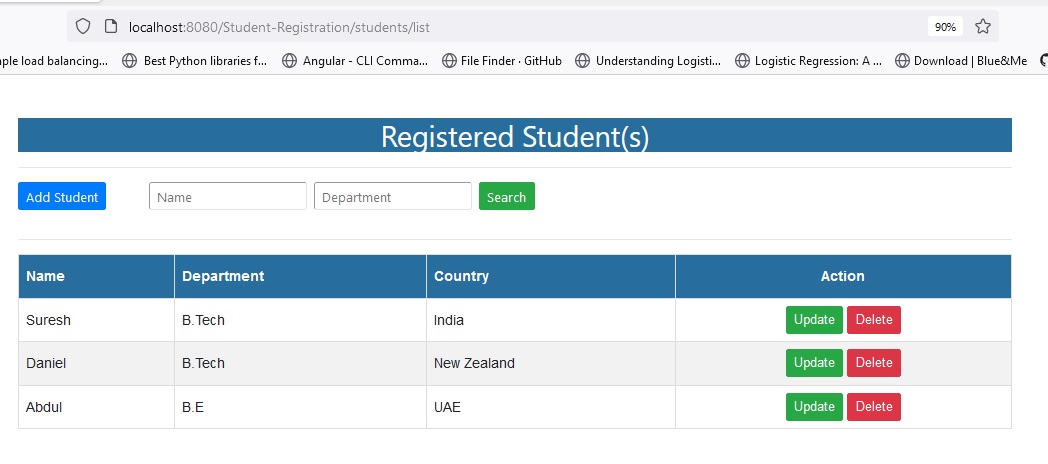 localhost:8080/Student-Registration/students/list 90%
ple load balancing... Best Python libraries f... Angular - CLI Comma... File Finder · GitHub Understanding Logisti... Logistic Regression: A ... Download | Blue&Me
Registered Student(s)
Add Student Name Department Search
Name Department Country Action
Suresh B.Tech India Update Delete
Daniel B.Tech New Zealand Update Delete
Abdul B.E UAE Update Delete